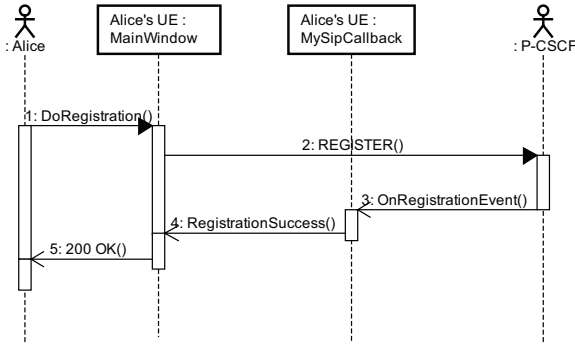 : Alice
Alice's UE :
MainWindow
Alice's UE :
MySipCallback
: P-CSCF
1: DoRegistration()
2: REGISTER()
3: OnRegistrationEvent()
4: RegistrationSuccess()
5: 200 OK()